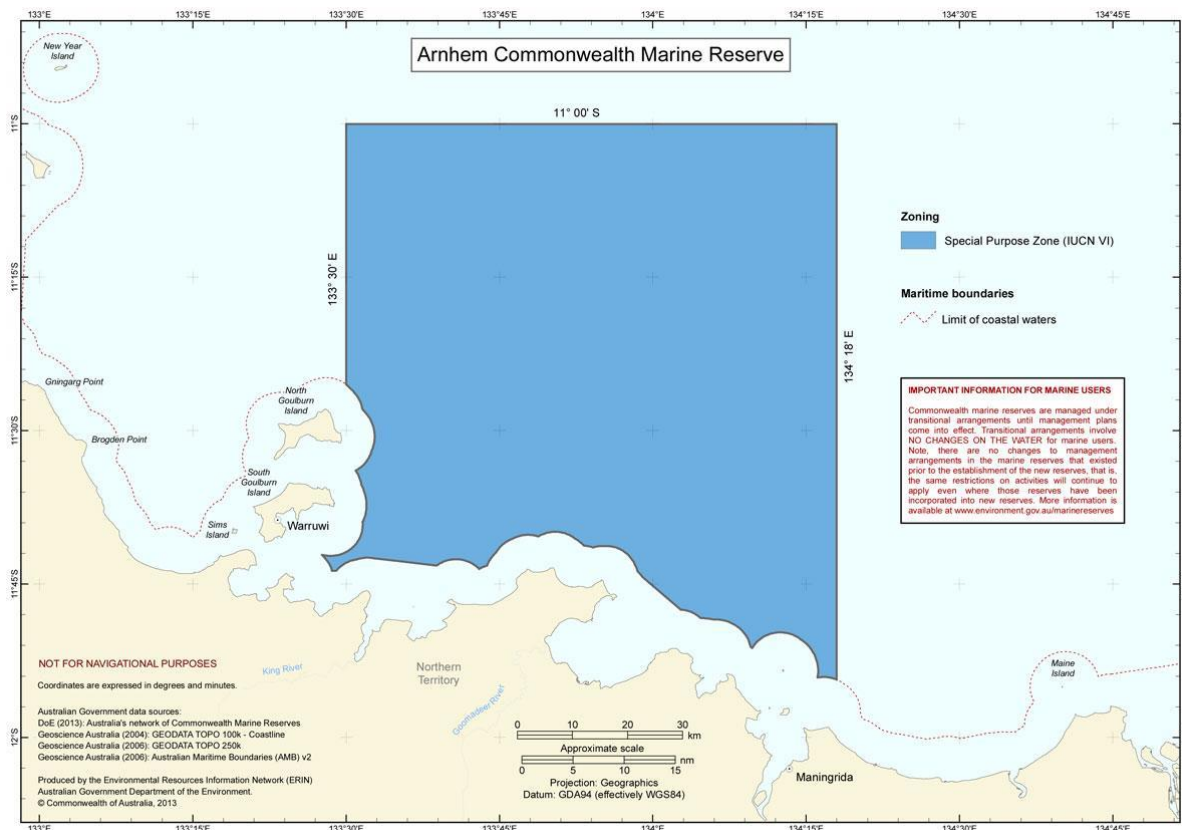 133°E 133°15'E 133°30'E 133°45'E 134°E 134°15'E 134°30'E 134°45'E
New Year
Island
Arnhem Commonwealth Marine Reserve
11°S
11° 00' S
Zoning
Special Purpose Zone (IUCN VI)
11°15'S
133° 30' E
Maritime boundaries
Limit of coastal waters
134° 18' E
Gningarg Point
North
Goulburn
Island
11°30'S
Brogden Point
South
Goulburn
Island
Sims
Island
Warruwi
IMPORTANT INFORMATION FOR MARINE USERS
Commonwealth marine reserves are managed under
transitional arrangements until management plans
come into effect. Transitional arrangements involve
NO CHANGES ON THE WATER for marine users.
Note, there are no changes to management
arrangements in the marine reserves that existed
prior to the establishment of the new reserves, that is,
the same restrictions on activities will continue to
apply even where those reserves have been
incorporated into new reserves. More information is
available at www.environment.gov.au/marinereserves
11°45'S
NOT FOR NAVIGATIONAL PURPOSES
Coordinates are expressed in degrees and minutes.
King River
Northern
Territory
Goomadeer River
Maine
Island
Australian Government data sources:
DoE (2013): Australia's network of Commonwealth Marine Reserves
Geoscience Australia (2004): GEODATA TOPO 100k - Coastline
Geoscience Australia (2006): GEODATA TOPO 250k
Geoscience Australia (2006): Australian Maritime Boundaries (AMB) v2
12°S
Produced by the Environmental Resources Information Network (ERIN)
Australian Government Department of the Environment.
© Commonwealth of Australia, 2013
0 10 20 30
km
Approximate scale
nm
0 5 10 15
Projection: Geographics
Datum: GDA94 (effectively WGS84)
Maningrida
133°E 133°15'E 133°30'E 133°45'E 134°E 134°15'E 134°30'E 134°45'E